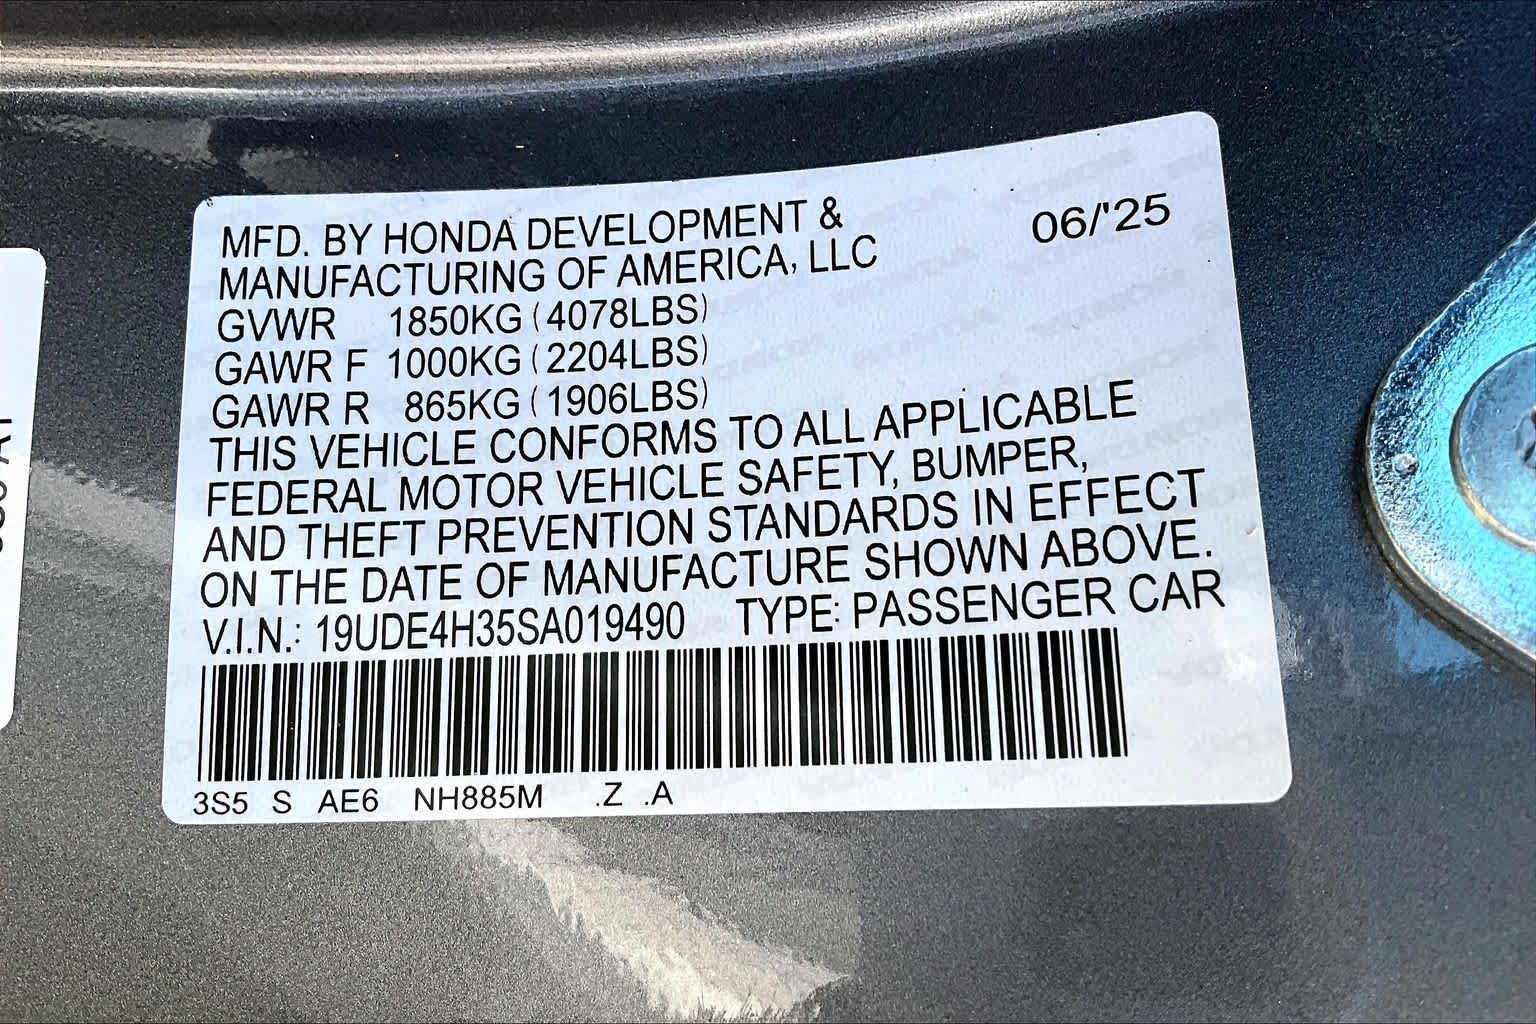 MFD. BY HONDA DEVELOPMENT &
MANUFACTURING OF AMERICA, LLC
06/'25
GVWR 1850KG (4078LBS)
GAWR F 1000KG (2204LBS)
GAWR R 865KG (1906LBS)
THIS VEHICLE CONFORMS TO ALL APPLICABLE
FEDERAL MOTOR VEHICLE SAFETY, BUMPER,
AND THEFT PREVENTION STANDARDS IN EFFECT
ON THE DATE OF MANUFACTURE SHOWN ABOVE.
V.I.N.: 19UDE4H35SA019490 TYPE: PASSENGER CAR
3S5 S AE6 NH885M .Z .A